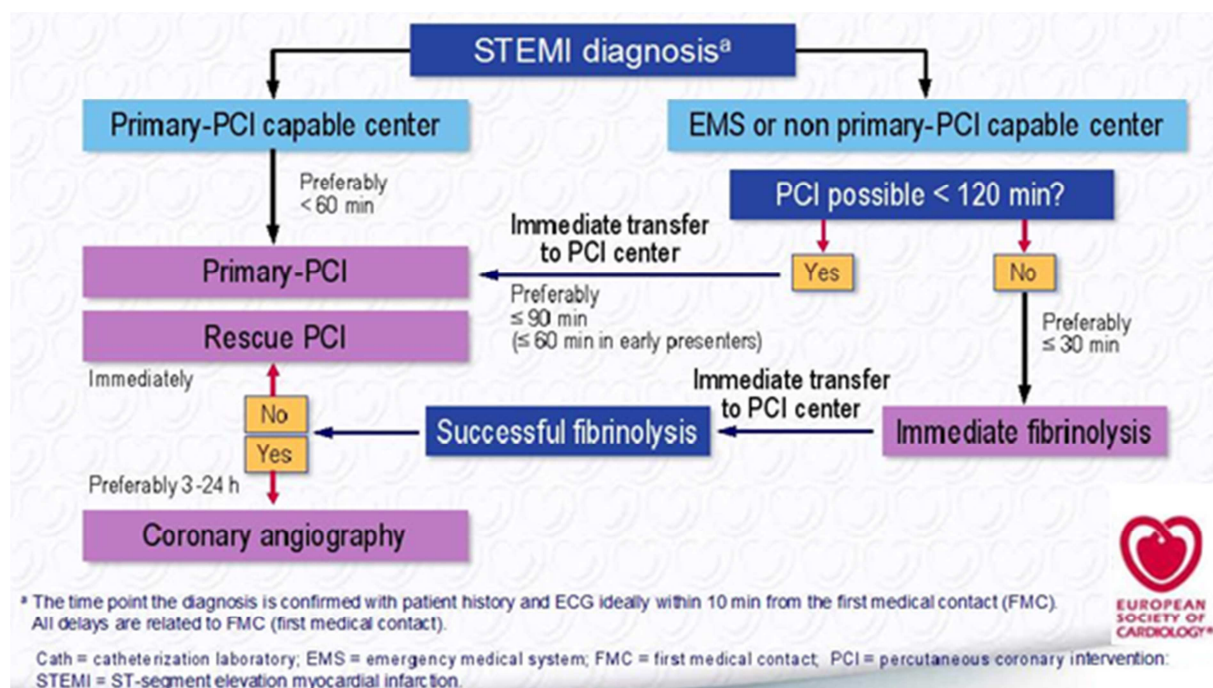 STEMI diagnosisᵃ
Primary-PCI capable center
EMS or non primary-PCI capable center
Preferably
< 60 min
PCI possible < 120 min?
Immediate transfer
to PCI center
Yes
No
Primary-PCI
Preferably
≤ 90 min
(≤ 60 min in early presenters)
Preferably
≤ 30 min
Rescue PCI
Immediately
Immediate transfer
to PCI center
No
Yes
Successful fibrinolysis
Immediate fibrinolysis
Preferably 3-24 h
Coronary angiography
ᵃ The time point the diagnosis is confirmed with patient history and ECG ideally within 10 min from the first medical contact (FMC).
All delays are related to FMC (first medical contact).
Cath = catheterization laboratory; EMS = emergency medical system; FMC = first medical contact; PCI = percutaneous coronary intervention:
STEMI = ST-segment elevation myocardial infarction.
EUROPEAN
SOCIETY OF
CARDIOLOGY®